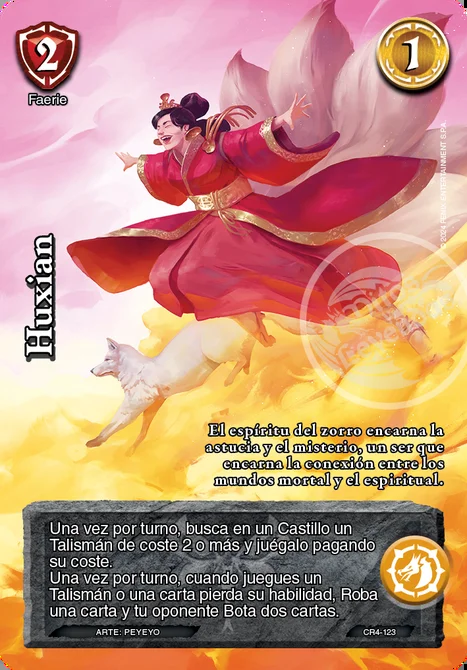 2
1
Faerie
© 2024 FENIX ENTERTAINMENT S.P.A.
Huxian
El espíritu del zorro encarna la
astucia y el misterio, un ser que
encarna la conexión entre los
mundos mortal y el espiritual.
Una vez por turno, busca en un Castillo un
Talismán de coste 2 o más y juégalo pagando
su coste.
Una vez por turno, cuando juegues un
Talismán o una carta pierda su habilidad, Roba
una carta y tu oponente Bota dos cartas.
ARTE: PEYEYO
CR4-123